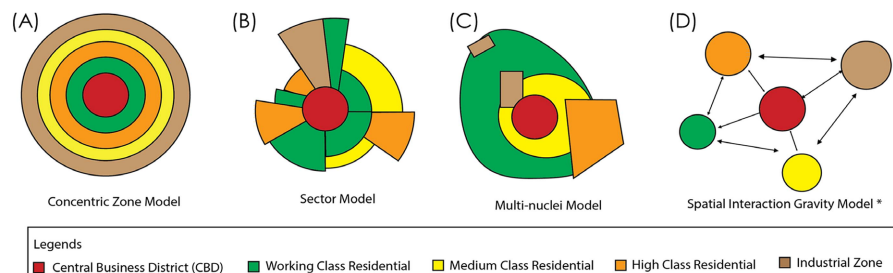 (A)
(B)
(C)
(D)
Concentric Zone Model
Sector Model
Multi-nuclei Model
Spatial Interaction Gravity Model *
Legends
Central Business District (CBD)
Working Class Residential
Medium Class Residential
High Class Residential
Industrial Zone